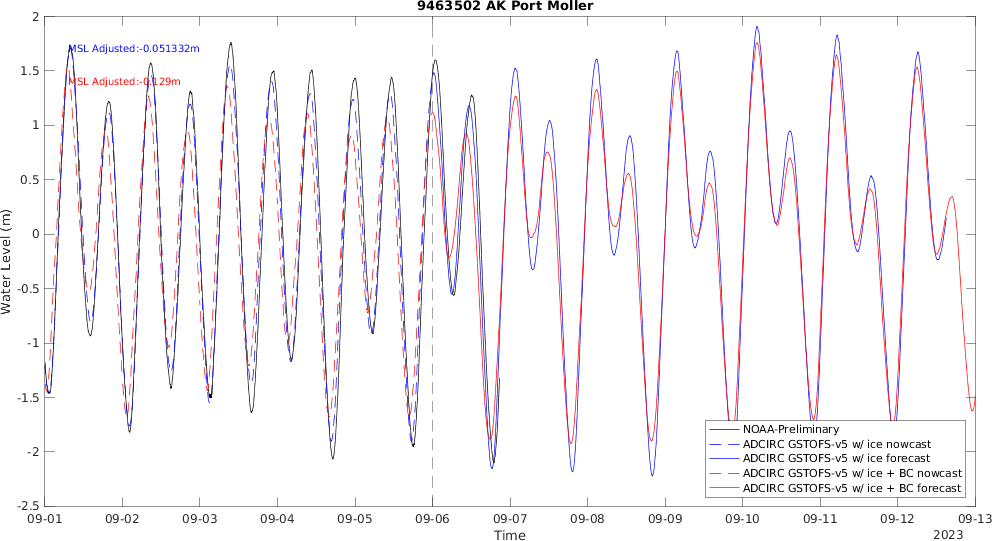 9463502 AK Port Moller
MSL Adjusted:-0.051332m
MSL Adjusted:-0.129m
Water Level (m)
2
1.5
1
0.5
0
-0.5
-1
-1.5
-2
-2.5
NOAA-Preliminary
ADCIRC GSTOFS-v5 w/ ice nowcast
ADCIRC GSTOFS-v5 w/ ice forecast
ADCIRC GSTOFS-v5 w/ ice + BC nowcast
ADCIRC GSTOFS-v5 w/ ice + BC forecast
09-01 09-02 09-03 09-04 09-05 09-06 09-07 09-08 09-09 09-10 09-11 09-12 09-13
Time
2023